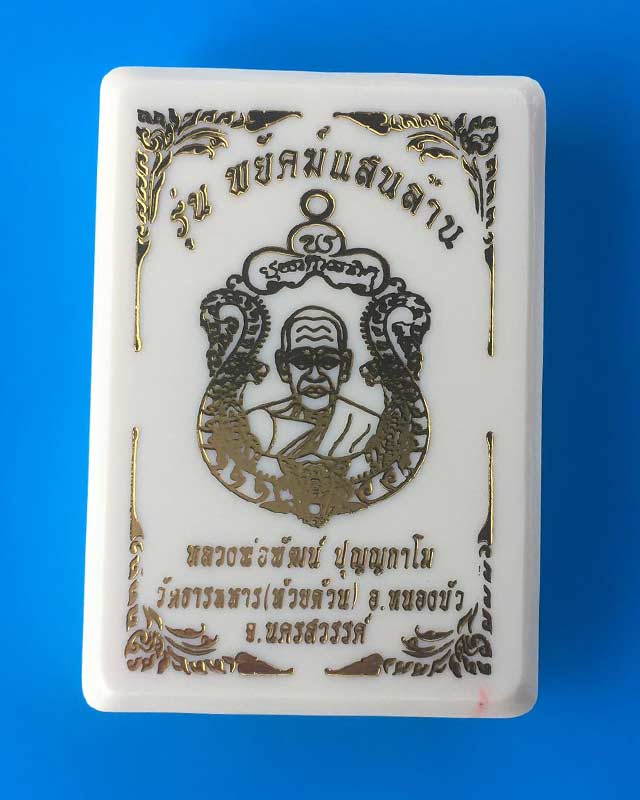 รุ่น พยัคฆ์แสนล้าน
หลวงพ่อพัฒน์ ปุญญกาโม
วัดธารทหาร(ห้วยด้วน) อ.หนองบัว
จ.นครสวรรค์